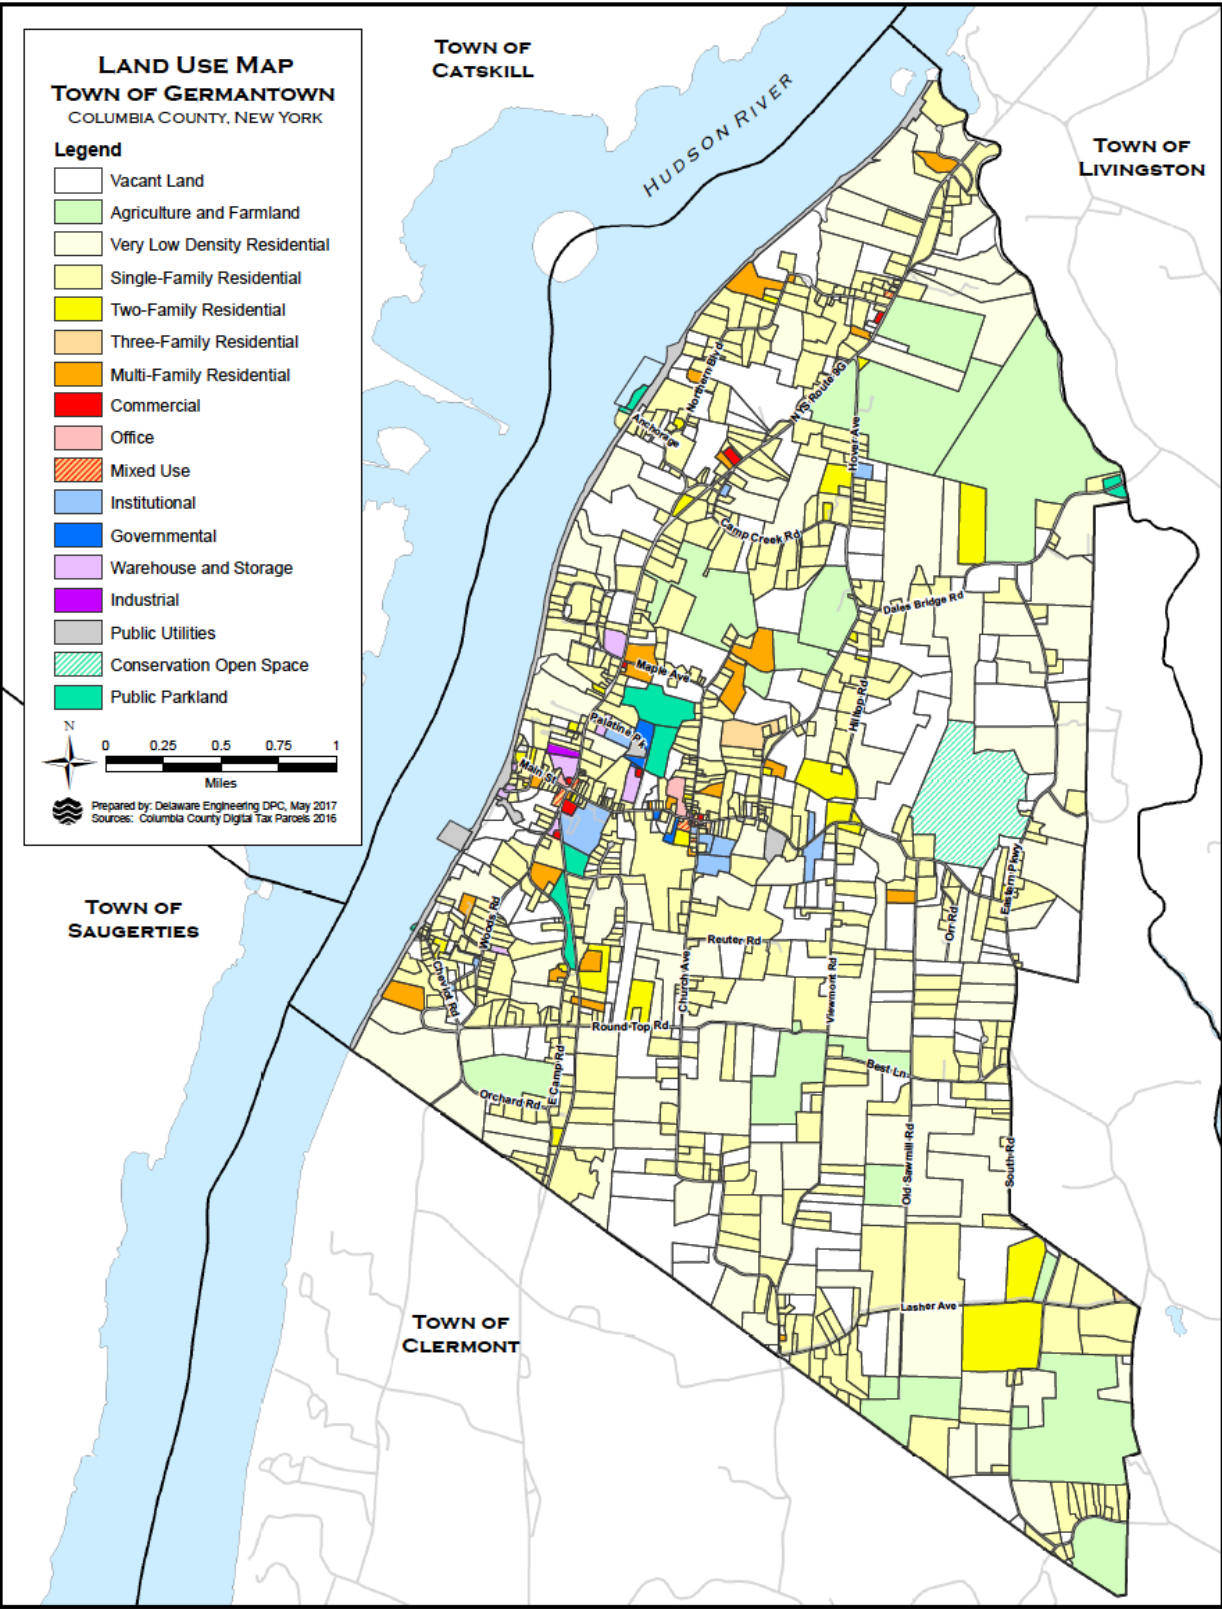 LAND USE MAP
TOWN OF GERMANTOWN
COLUMBIA COUNTY, NEW YORK
Legend
Vacant Land
Agriculture and Farmland
Very Low Density Residential
Single-Family Residential
Two-Family Residential
Three-Family Residential
Multi-Family Residential
Commercial
Office
Mixed Use
Institutional
Governmental
Warehouse and Storage
Industrial
Public Utilities
Conservation Open Space
Public Parkland
N
0 0.25 0.5 0.75 1
Miles
Prepared by: Delaware Engineering DPC, May 2017
Sources: Columbia County Digital Tax Parcels 2016
TOWN OF
CATSKILL
HUDSON RIVER
TOWN OF
LIVINGSTON
Northern Blvd
NYS Route 9G
Anchorage
Hover Ave
Camp Creek Rd
Dales Bridge Rd
Maple Ave
Hilltop Rd
Palatine Pk
Main St
Eastern Pkwy
Orr Rd
Woods Rd
Reuter Rd
Church Ave
Viewmont Rd
Cheviot Rd
Round Top Rd
E Camp Rd
Best Ln
Orchard Rd
Old Sawmill Rd
South Rd
Lasher Ave
TOWN OF
SAUGERTIES
TOWN OF
CLERMONT